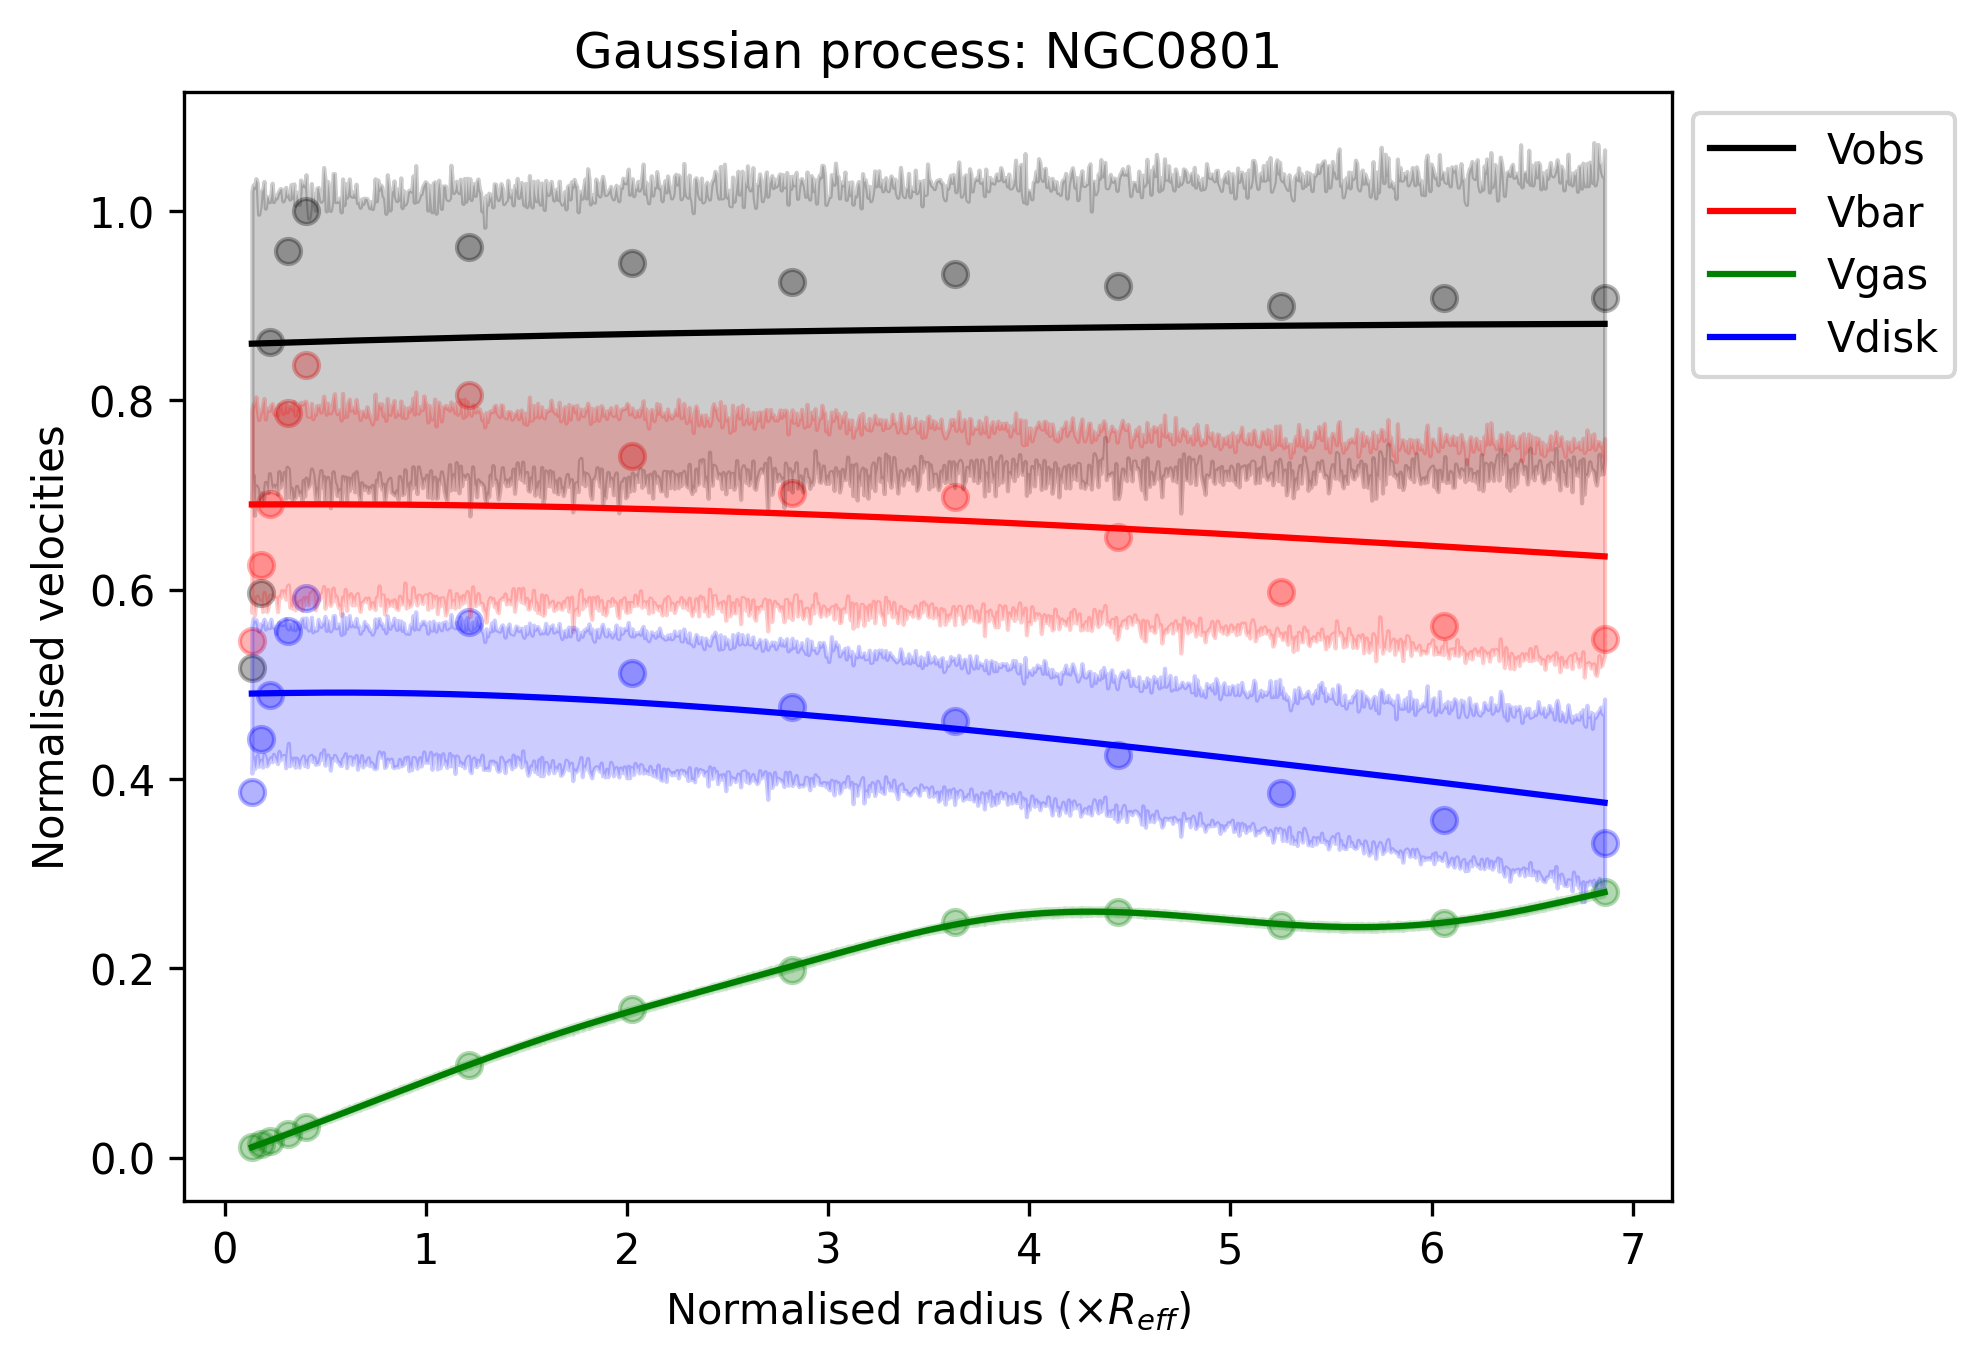 Gaussian process: NGC0801
Vobs
Vbar
Vgas
Vdisk
Normalised velocities
1.0
0.8
0.6
0.4
0.2
0.0
0 1 2 3 4 5 6 7
Normalised radius (×R_eff)